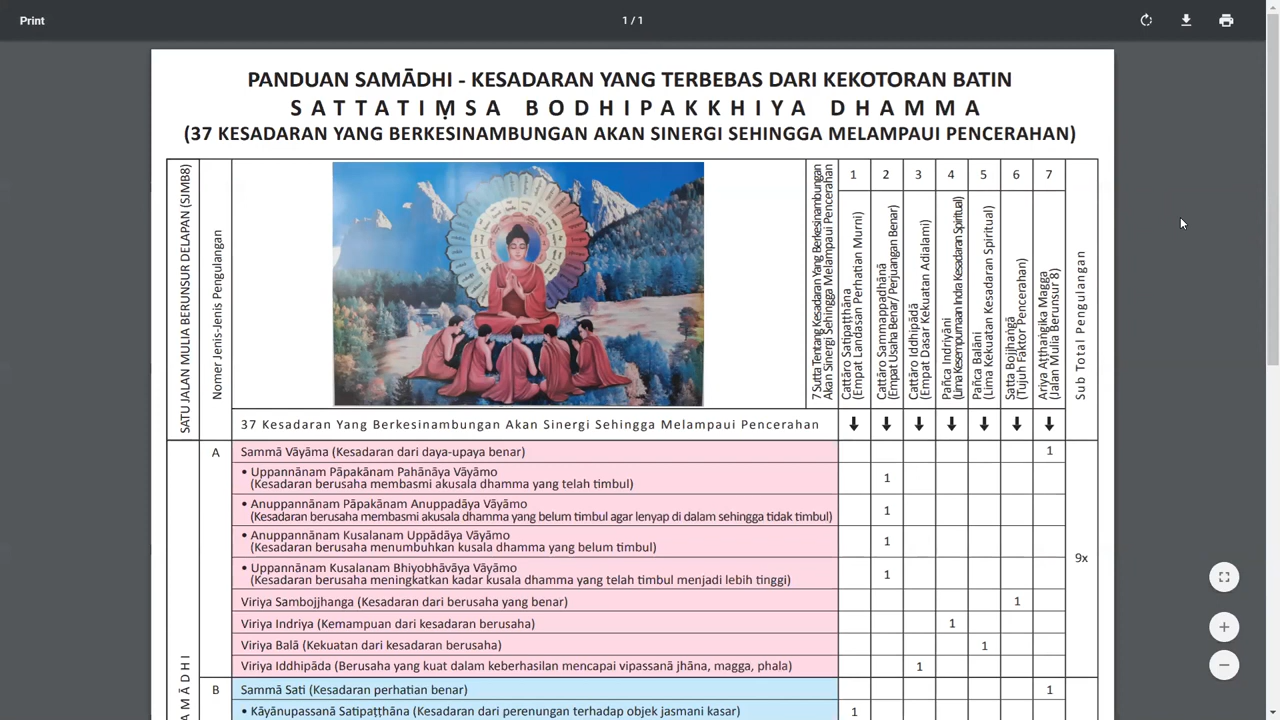 Print
1 / 1
PANDUAN SAMĀDHI - KESADARAN YANG TERBEBAS DARI KEKOTORAN BATIN
SATTATIṂSA BODHIPAKKHIYA DHAMMA
(37 KESADARAN YANG BERKESINAMBUNGAN AKAN SINERGI SEHINGGA MELAMPAUI PENCERAHAN)
SATU JALAN MULIA BERUNSUR DELAPAN (SJMB8)
Nomer Jenis-Jenis Pengulangan
7 Sutta Tentang Kesadaran Yang Berkesinambungan
Akan Sinergi Sehingga Melampaui Pencerahan
1
Cattāro Satipaṭṭhāna
(Empat Landasan Perhatian Murni)
2
Cattāro Sammappadhānā
(Empat Usaha Benar/ Perjuangan Benar)
3
Cattāro Iddhipādā
(Empat Dasar Kekuatan Adialami)
4
Pañca Indriyāni
(Lima Kesempurnaan Indra Kesadaran Spiritual)
5
Pañca Balāni
(Lima Kekuatan Kesadaran Spiritual)
6
Satta Bojjhaṅgā
(Tujuh Faktor Pencerahan)
7
Ariya Aṭṭhaṅgika Magga
(Jalan Mulia Berunsur 8)
Sub Total Pengulangan
37 Kesadaran Yang Berkesinambungan Akan Sinergi Sehingga Melampaui Pencerahan
A
Sammā Vāyāma (Kesadaran dari daya-upaya benar) 1
• Uppannānam Pāpakānam Pahānāya Vāyāmo
(Kesadaran berusaha membasmi akusala dhamma yang telah timbul) 1
• Anuppannānam Pāpakānam Anuppadāya Vāyāmo
(Kesadaran berusaha membasmi akusala dhamma yang belum timbul agar lenyap di dalam sehingga tidak timbul) 1
• Anuppannānam Kusalanam Uppādāya Vāyāmo
(Kesadaran berusaha menumbuhkan kusala dhamma yang belum timbul) 1
• Uppannānam Kusalanam Bhiyobhāvāya Vāyāmo
(Kesadaran berusaha meningkatkan kadar kusala dhamma yang telah timbul menjadi lebih tinggi) 1
9x
Viriya Sambojjhanga (Kesadaran dari berusaha yang benar) 1
Viriya Indriya (Kemampuan dari kesadaran berusaha) 1
Viriya Balā (Kekuatan dari kesadaran berusaha) 1
Viriya Iddhipāda (Berusaha yang kuat dalam keberhasilan mencapai vipassanā jhāna, magga, phala) 1
AMĀDHI
B
Sammā Sati (Kesadaran perhatian benar) 1
• Kāyānupassanā Satipaṭṭhāna (Kesadaran dari perenungan terhadap objek jasmani kasar) 1